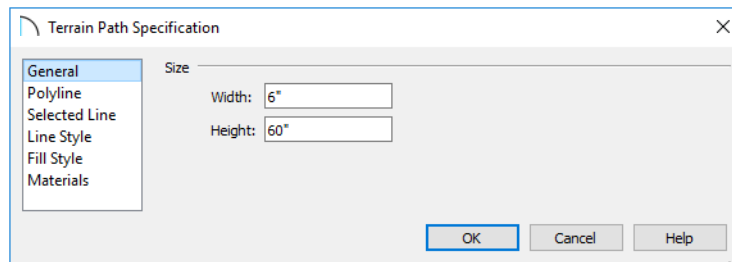 Terrain Path Specification
General
Polyline
Selected Line
Line Style
Fill Style
Materials
Size
Width: 6"
Height: 60"
OK Cancel Help